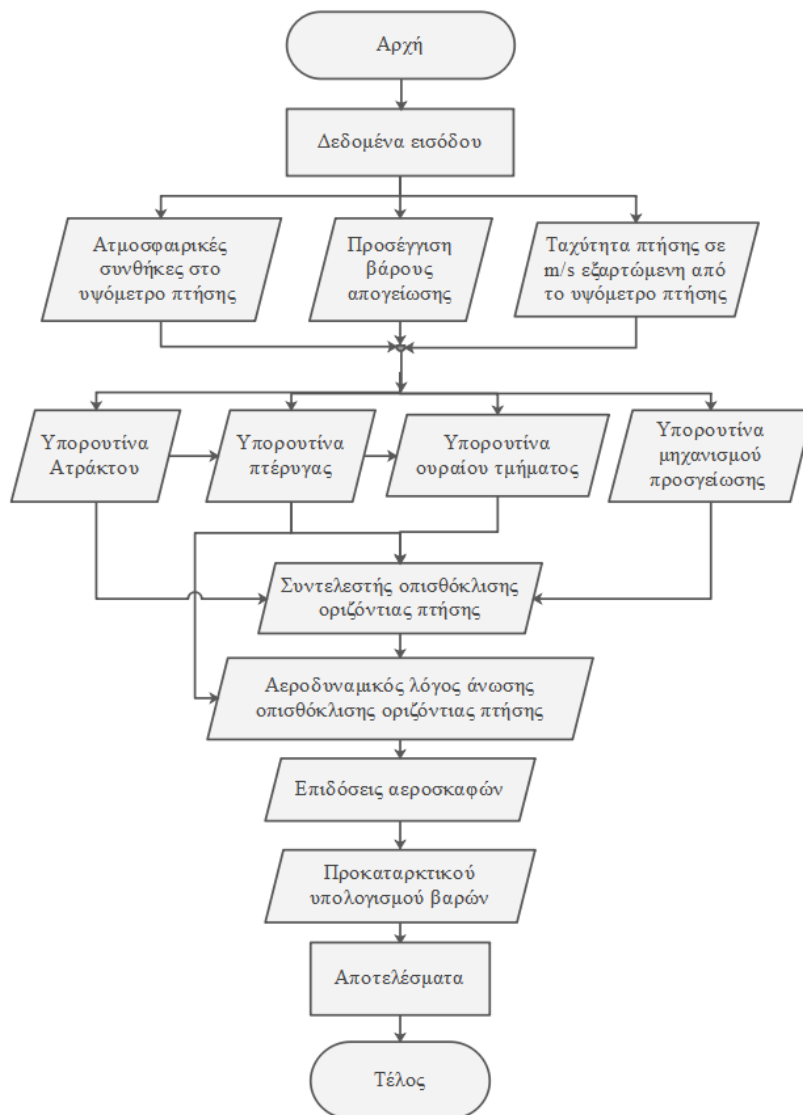 Αρχή
Δεδομένα εισόδου
Ατμοσφαιρικές
συνθήκες στο
υψόμετρο πτήσης
Προσέγγιση
βάρους
απογείωσης
Ταχύτητα πτήσης σε
m/s εξαρτώμενη από
το υψόμετρο πτήσης
Υπορουτίνα
Ατράκτου
Υπορουτίνα
πτέρυγας
Υπορουτίνα
ουραίου τμήματος
Υπορουτίνα
μηχανισμού
προσγείωσης
Συντελεστής οπισθόκλισης
οριζόντιας πτήσης
Αεροδυναμικός λόγος άνωσης
οπισθόκλισης οριζόντιας πτήσης
Επιδόσεις αεροσκαφών
Προκαταρκτικού
υπολογισμού βαρών
Αποτελέσματα
Τέλος